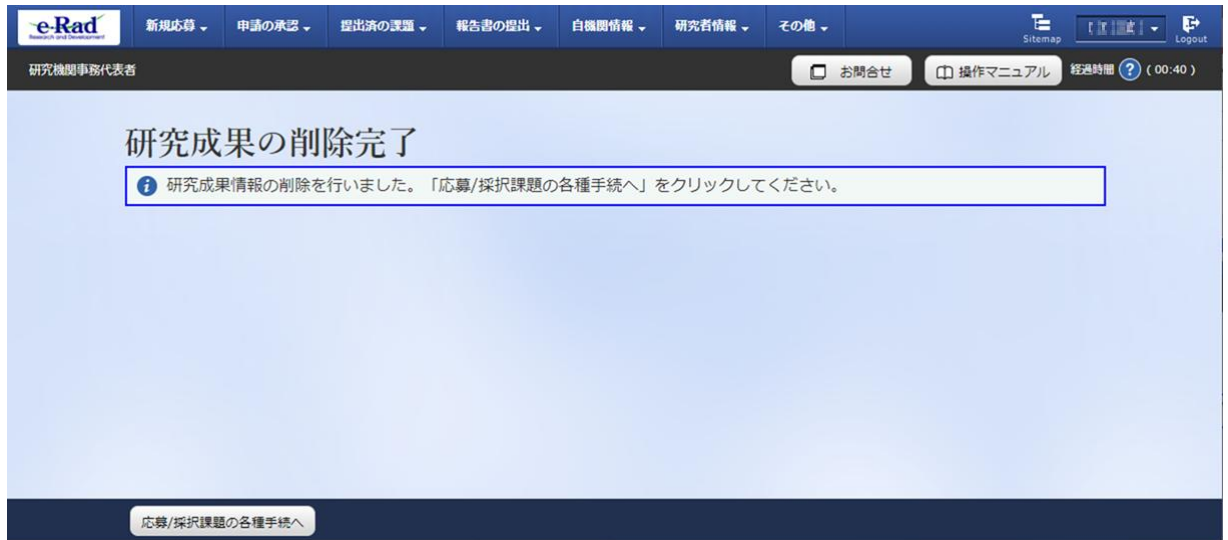 e-Rad
Research and Development
新規応募
申請の承認
提出済の課題
報告書の提出
自機関情報
研究者情報
その他
Sitemap
Logout
研究機関事務代表者
お問合せ
操作マニュアル
経過時間 ? ( 00:40 )
研究成果の削除完了
研究成果情報の削除を行いました。「応募/採択課題の各種手続へ」をクリックしてください。
応募/採択課題の各種手続へ